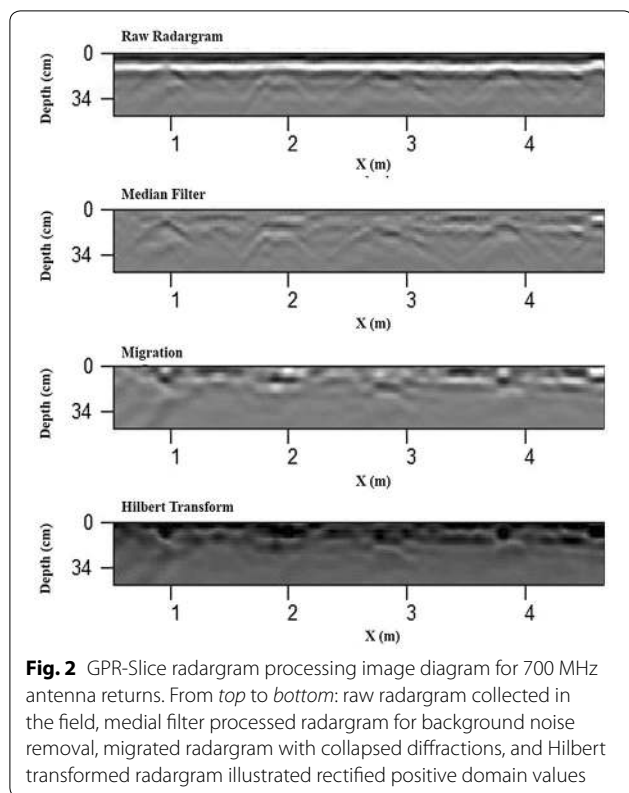 Raw Radargram
0
34
Depth (cm)
1 2 3 4
X (m)
Median Filter
0
34
Depth (cm)
1 2 3 4
X (m)
Migration
0
34
Depth (cm)
1 2 3 4
X (m)
Hilbert Transform
0
34
Depth (cm)
1 2 3 4
X (m)
Fig. 2 GPR-Slice radargram processing image diagram for 700 MHz
antenna returns. From top to bottom: raw radargram collected in
the field, medial filter processed radargram for background noise
removal, migrated radargram with collapsed diffractions, and Hilbert
transformed radargram illustrated rectified positive domain values